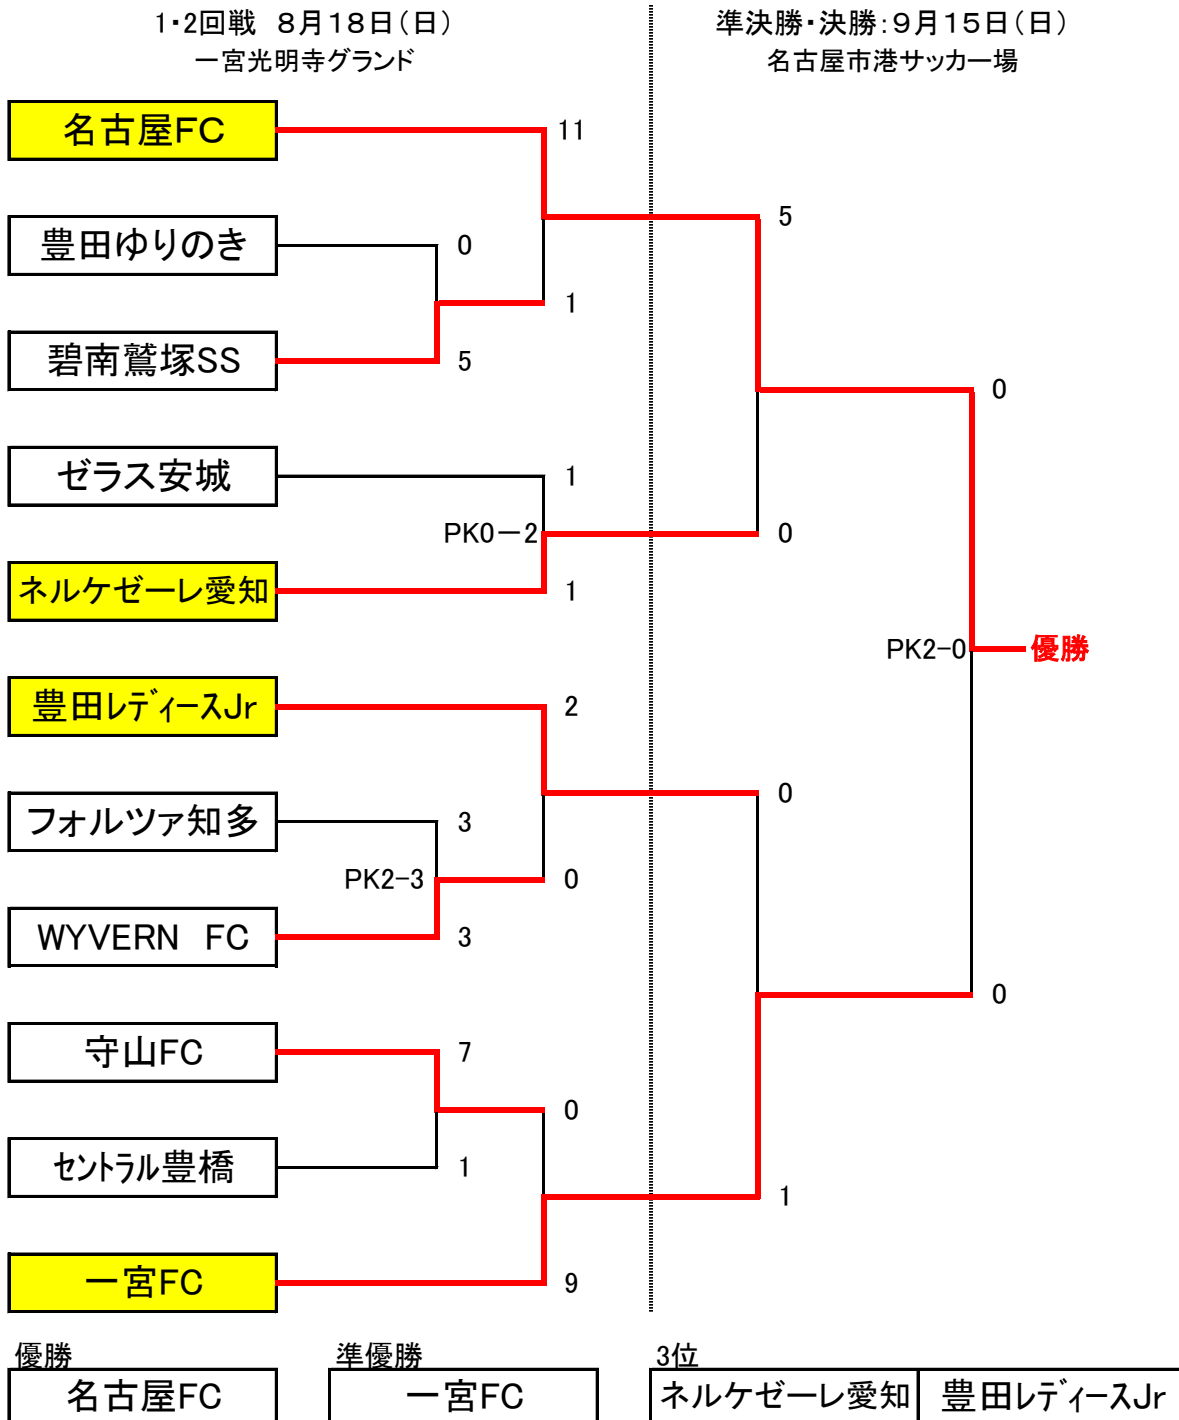 1・2回戦　8月18日(日)
一宮光明寺グランド
準決勝・決勝:9月15日(日)
名古屋市港サッカー場
名古屋FC
11
5
豊田ゆりのき
0
1
碧南鷲塚SS
5
0
ゼラス安城
1
PK0－2
0
ネルケゼーレ愛知
1
PK2-0
優勝
豊田レディースJr
2
0
フォルツァ知多
3
PK2-3
0
WYVERN　FC
3
0
守山FC
7
0
セントラル豊橋
1
1
一宮FC
9
優勝
名古屋FC
準優勝
一宮FC
3位
ネルケゼーレ愛知
豊田レディースJr